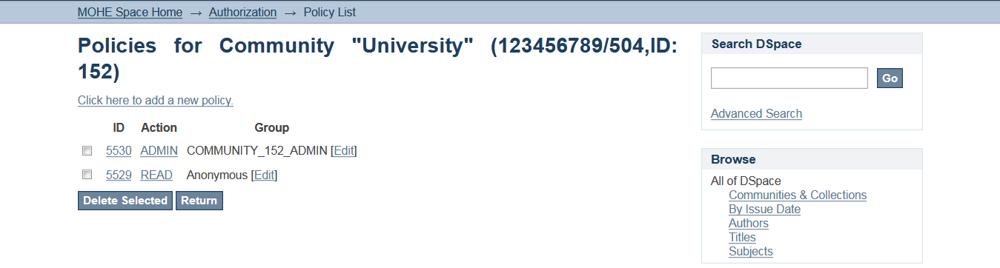 MOHE Space Home → Authorization → Policy List
Policies for Community "University" (123456789/504,ID:
152)
Click here to add a new policy.
ID Action Group
5530 ADMIN COMMUNITY_152_ADMIN [Edit]
5529 READ Anonymous [Edit]
Delete Selected Return
Search DSpace
Go
Advanced Search
Browse
All of DSpace
Communities & Collections
By Issue Date
Authors
Titles
Subjects